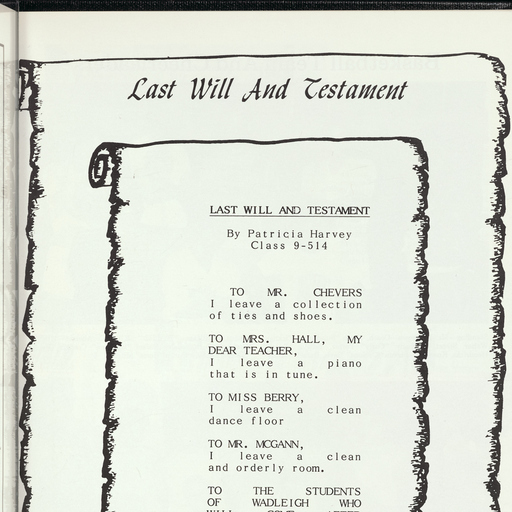 Last Will And Testament
LAST WILL AND TESTAMENT
By Patricia Harvey
Class 9-514
TO MR. CHEVERS
I leave a collection
of ties and shoes.
TO MRS. HALL, MY
DEAR TEACHER,
I leave a piano
that is in tune.
TO MISS BERRY,
I leave a clean
dance floor
TO MR. MCGANN,
I leave a clean
and orderly room.
TO THE STUDENTS
OF WADLEIGH WHO